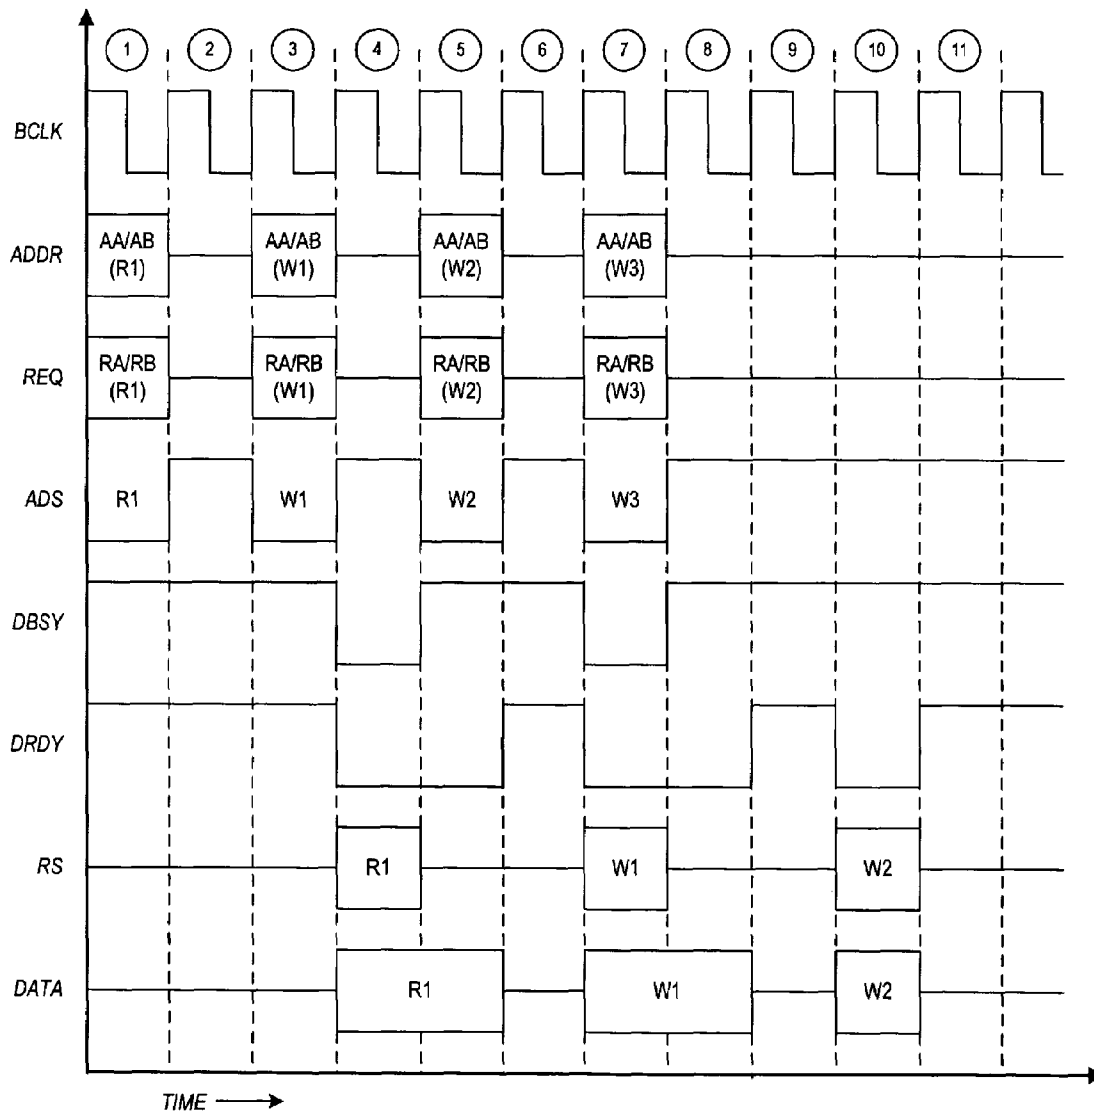 1 2 3 4 5 6 7 8 9 10 11
BCLK
ADDR
AA/AB
(R1)
AA/AB
(W1)
AA/AB
(W2)
AA/AB
(W3)
REQ
RA/RB
(R1)
RA/RB
(W1)
RA/RB
(W2)
RA/RB
(W3)
ADS R1 W1 W2 W3
DBSY
DRDY
RS R1 W1 W2
DATA R1 W1 W2
TIME